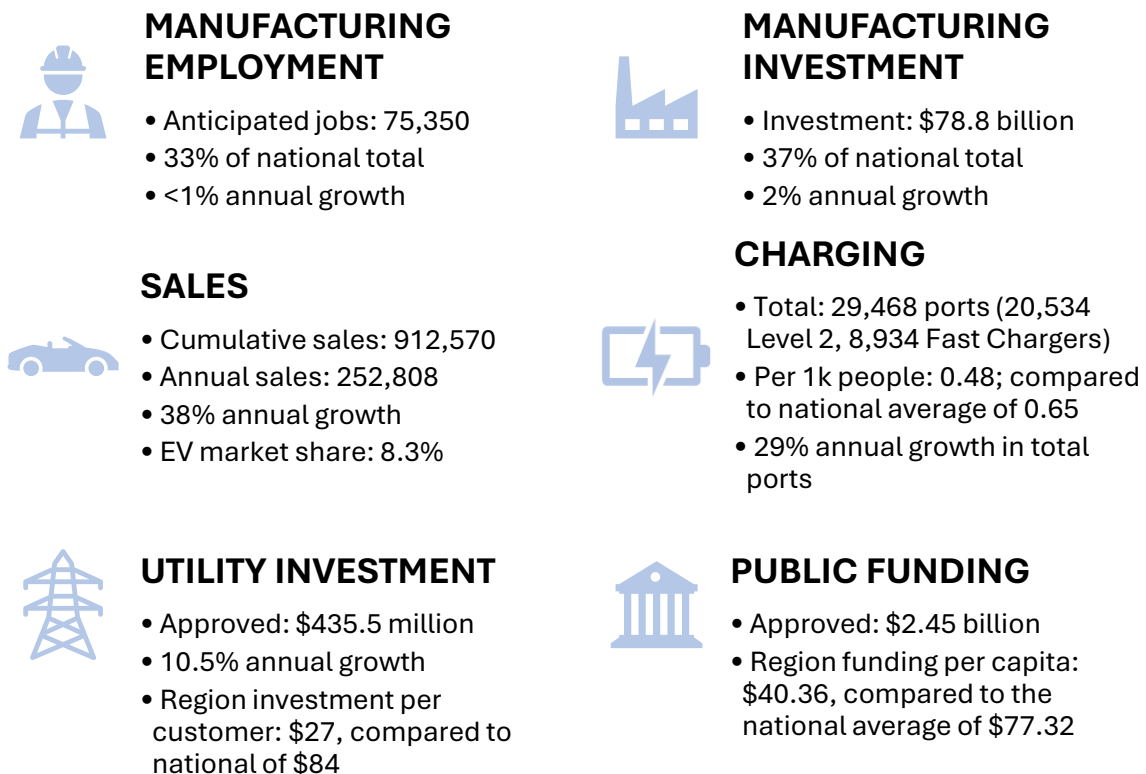 MANUFACTURING
EMPLOYMENT
• Anticipated jobs: 75,350
• 33% of national total
• <1% annual growth
MANUFACTURING
INVESTMENT
• Investment: $78.8 billion
• 37% of national total
• 2% annual growth
SALES
• Cumulative sales: 912,570
• Annual sales: 252,808
• 38% annual growth
• EV market share: 8.3%
CHARGING
• Total: 29,468 ports (20,534
Level 2, 8,934 Fast Chargers)
• Per 1k people: 0.48; compared
to national average of 0.65
• 29% annual growth in total
ports
UTILITY INVESTMENT
• Approved: $435.5 million
• 10.5% annual growth
• Region investment per
customer: $27, compared to
national of $84
PUBLIC FUNDING
• Approved: $2.45 billion
• Region funding per capita:
$40.36, compared to the
national average of $77.32